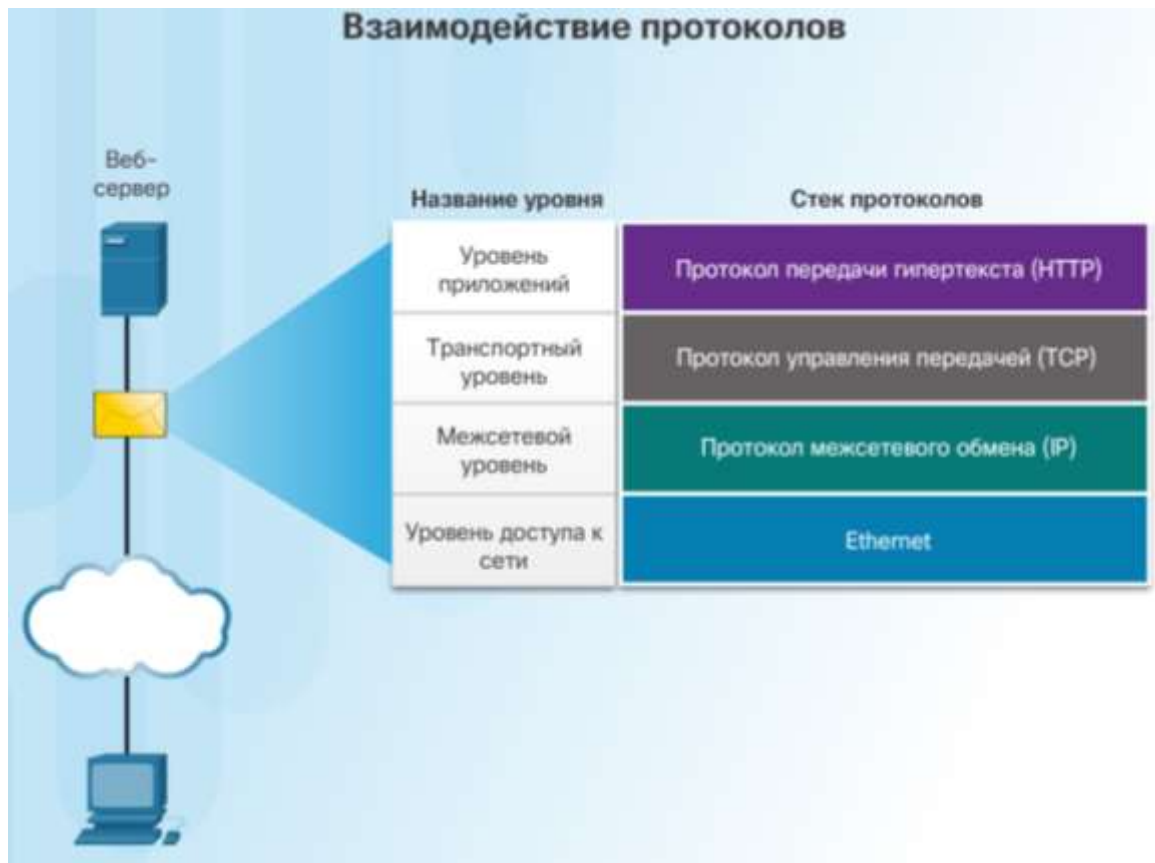 Взаимодействие протоколов
Веб-
сервер
Название уровня
Стек протоколов
Уровень
приложений
Протокол передачи гипертекста (HTTP)
Транспортный
уровень
Протокол управления передачей (TCP)
Межсетевой
уровень
Протокол межсетевого обмена (IP)
Уровень доступа к
сети
Ethernet